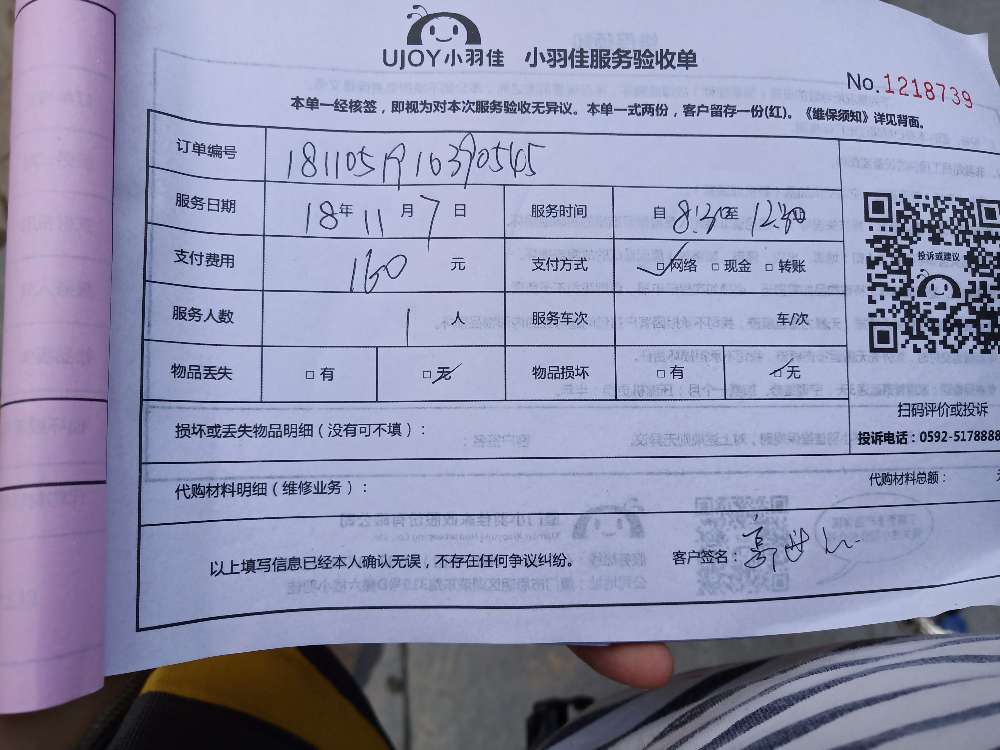 UJOY小羽佳 小羽佳服务验收单
No.1218739
本单一经核签，即视为对本次服务验收无异议。本单一式两份，客户留存一份(红)。《维保须知》详见背面。
订单编号
服务日期 18年 11月 7日 服务时间 自 8:30至 12:30
支付费用 160 元 支付方式 ☑网络 □现金 □转账
服务人数 1 人 服务车次 车/次
物品丢失 □有 ☑无 物品损坏 □有 ☑无
投诉或建议
扫码评价或投诉
投诉电话：0592-5178888
损坏或丢失物品明细（没有可不填）：
代购材料明细（维修业务）： 代购材料总额：
以上填写信息已经本人确认无误，不存在任何争议纠纷。 客户签名：